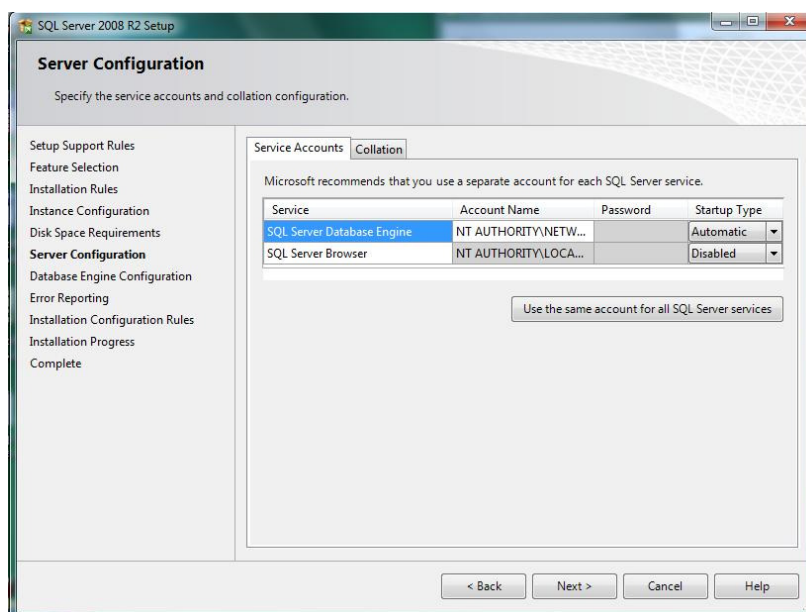 SQL Server 2008 R2 Setup
Server Configuration
Specify the service accounts and collation configuration.
Setup Support Rules
Feature Selection
Installation Rules
Instance Configuration
Disk Space Requirements
Server Configuration
Database Engine Configuration
Error Reporting
Installation Configuration Rules
Installation Progress
Complete
Service Accounts Collation
Microsoft recommends that you use a separate account for each SQL Server service.
Service Account Name Password Startup Type
SQL Server Database Engine NT AUTHORITY\NETW... Automatic
SQL Server Browser NT AUTHORITY\LOCA... Disabled
Use the same account for all SQL Server services
< Back Next > Cancel Help